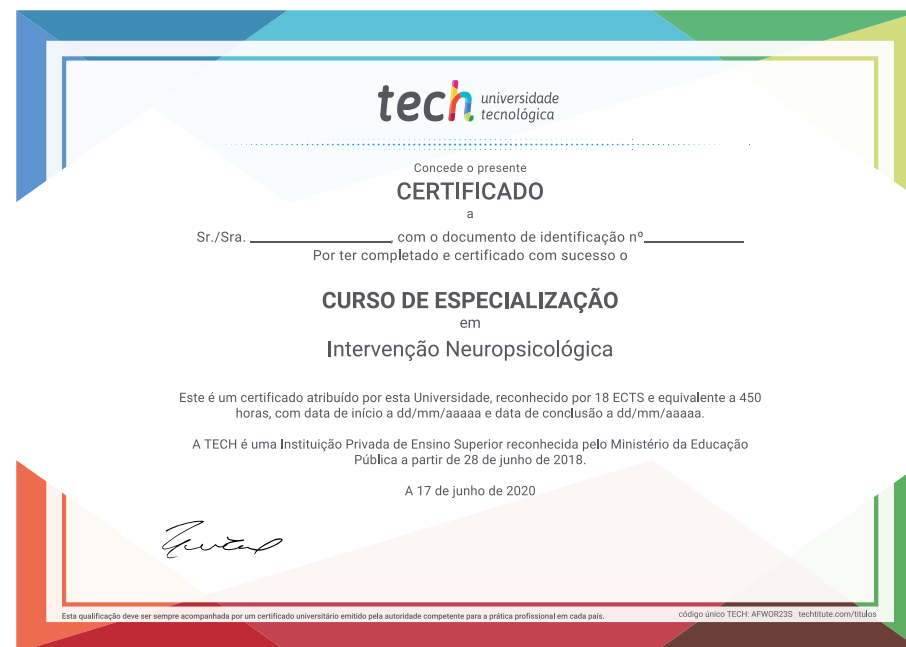 tech universidade
tecnológica
Concede o presente
CERTIFICADO
a
Sr./Sra. ________________, com o documento de identificação nº____________
Por ter completado e certificado com sucesso o
CURSO DE ESPECIALIZAÇÃO
em
Intervenção Neuropsicológica
Este é um certificado atribuído por esta Universidade, reconhecido por 18 ECTS e equivalente a 450
horas, com data de início a dd/mm/aaaaa e data de conclusão a dd/mm/aaaaa.
A TECH é uma Instituição Privada de Ensino Superior reconhecida pelo Ministério da Educação
Pública a partir de 28 de junho de 2018.
A 17 de junho de 2020
Esta qualificação deve ser sempre acompanhada por um certificado universitário emitido pela autoridade competente para a prática profissional em cada país.
código único TECH: AFWOR23S techtitute.com/titulos